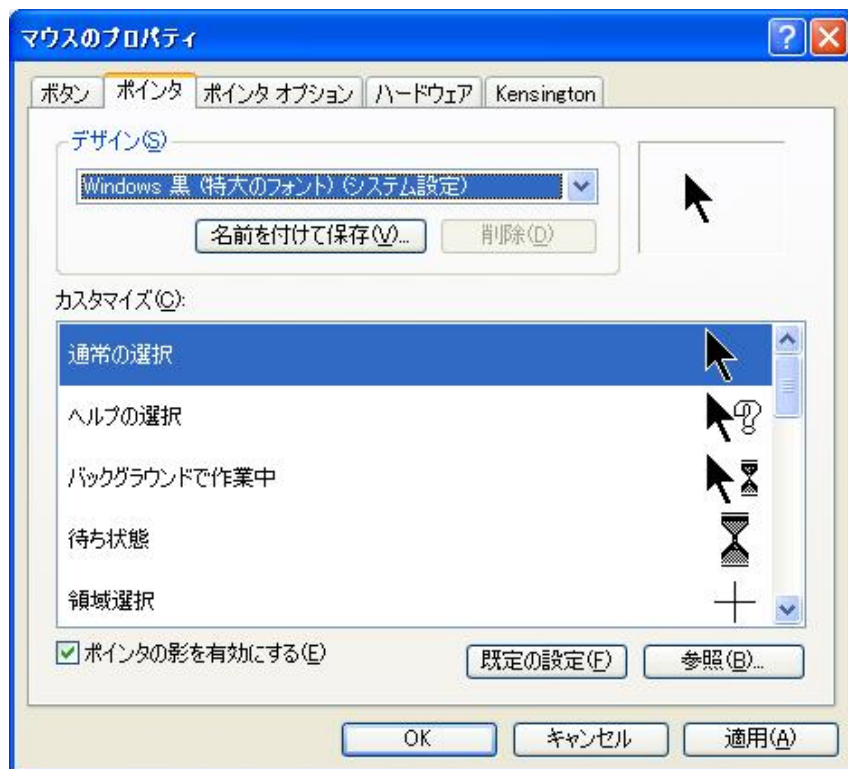 マウスのプロパティ
ボタン ポインタ ポインタ オプション ハードウェア Kensington
デザイン(S)
Windows 黒 (特大のフォント) (システム設定)
名前を付けて保存(V)... 削除(D)
カスタマイズ(C):
通常の選択
ヘルプの選択
バックグラウンドで作業中
待ち状態
領域選択
ポインタの影を有効にする(E) 既定の設定(F) 参照(B)...
OK キャンセル 適用(A)